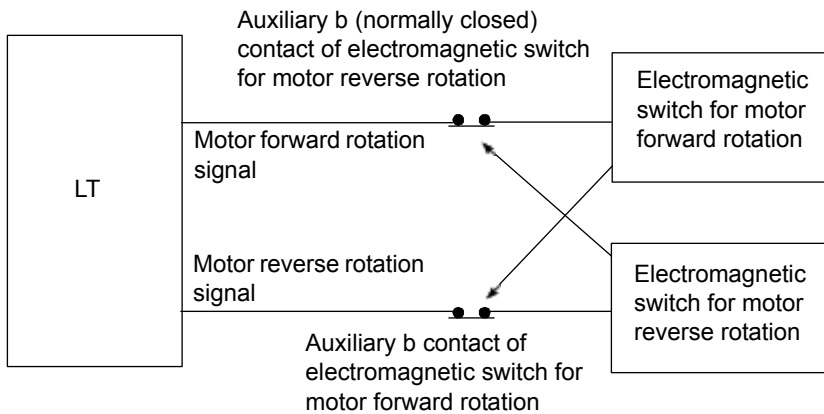 Auxiliary b (normally closed)
contact of electromagnetic switch
for motor reverse rotation
Electromagnetic
switch for motor
forward rotation
Motor forward rotation
signal
LT
Motor reverse rotation
signal
Electromagnetic
switch for motor
reverse rotation
Auxiliary b contact of
electromagnetic switch for
motor forward rotation